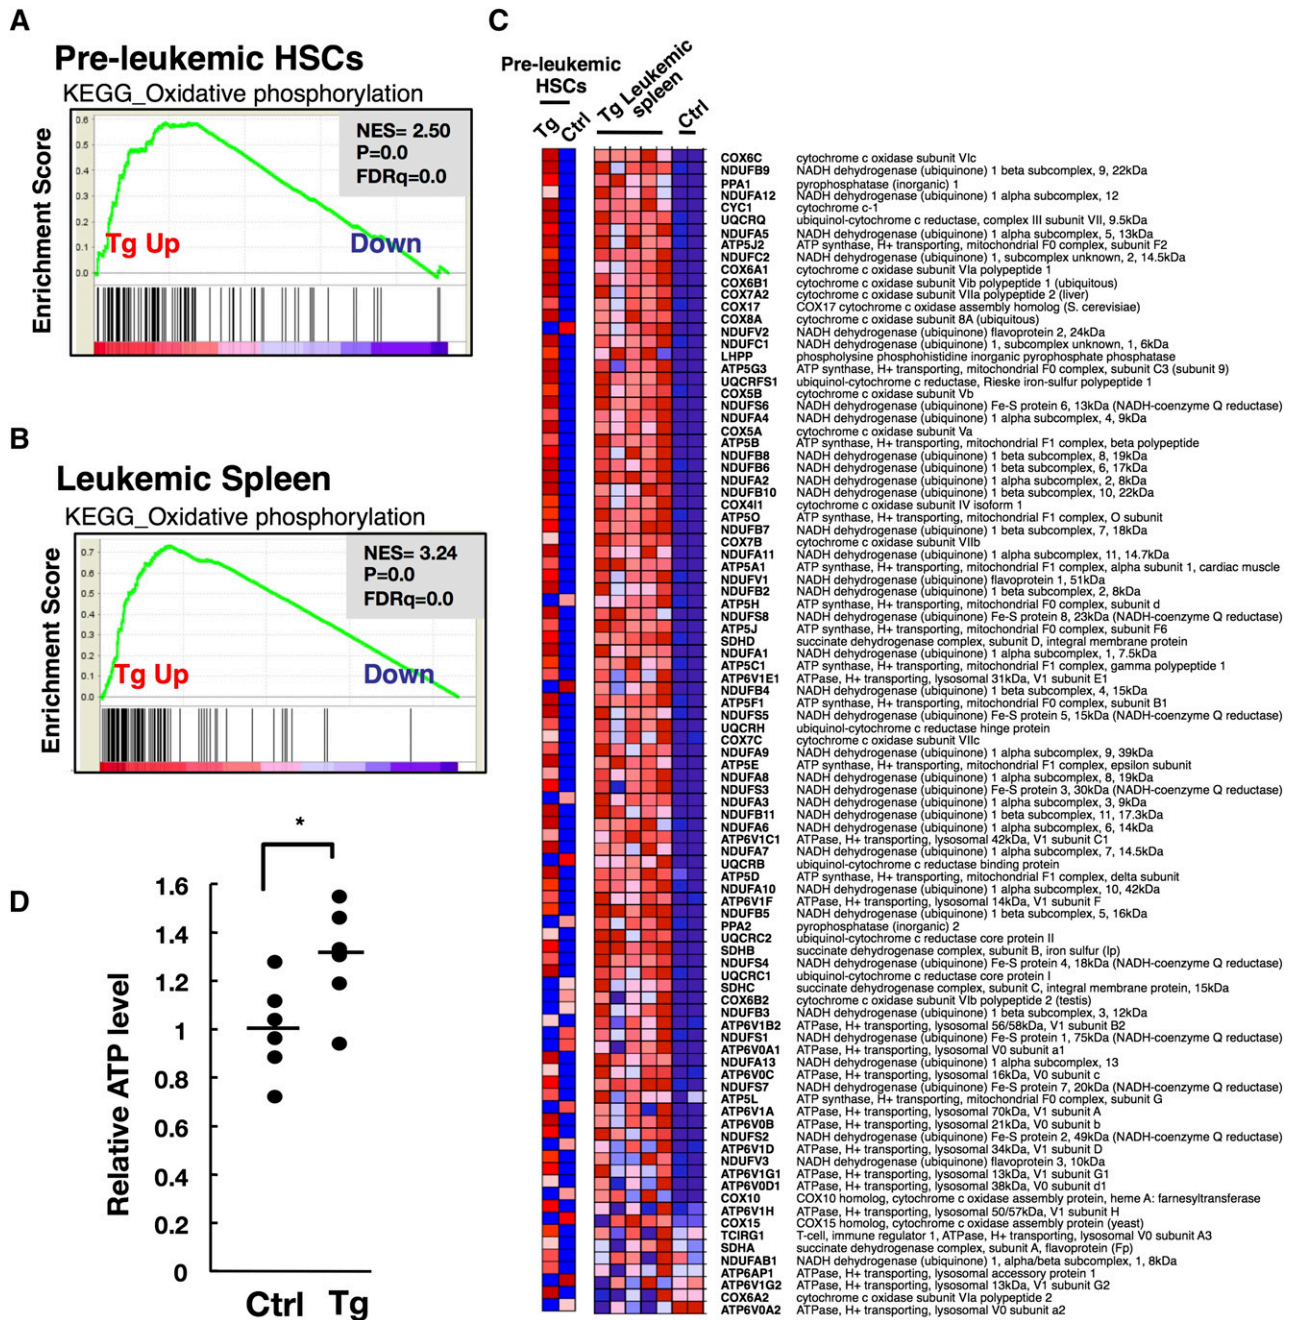 A
Pre-leukemic HSCs
KEGG_Oxidative phosphorylation
NES= 2.50
P=0.0
FDRq=0.0
Enrichment Score
0.6
0.5
0.4
0.3
0.2
0.1
0.0
Tg Up
Down
B
Leukemic Spleen
KEGG_Oxidative phosphorylation
NES= 3.24
P=0.0
FDRq=0.0
Enrichment Score
0.7
0.6
0.5
0.4
0.3
0.2
0.1
0.0
Tg Up
Down
C
Pre-leukemic HSCs
Tg
Ctrl
Tg Leukemic spleen
Ctrl
COX6C cytochrome c oxidase subunit VIc
NDUFB9 NADH dehydrogenase (ubiquinone) 1 beta subcomplex, 9, 22kDa
PPA1 pyrophosphatase (inorganic) 1
NDUFA12 NADH dehydrogenase (ubiquinone) 1 alpha subcomplex, 12
CYC1 cytochrome c-1
UQCRQ ubiquinol-cytochrome c reductase, complex III subunit VII, 9.5kDa
NDUFA5 NADH dehydrogenase (ubiquinone) 1 alpha subcomplex, 5, 13kDa
ATP5J2 ATP synthase, H+ transporting, mitochondrial F0 complex, subunit F2
NDUFC2 NADH dehydrogenase (ubiquinone) 1, subcomplex unknown, 2, 14.5kDa
COX6A1 cytochrome c oxidase subunit VIa polypeptide 1
COX6B1 cytochrome c oxidase subunit Vib polypeptide 1 (ubiquitous)
COX7A2 cytochrome c oxidase subunit VIIa polypeptide 2 (liver)
COX17 COX17 cytochrome c oxidase assembly homolog (S. cerevisiae)
COX8A cytochrome c oxidase subunit 8A (ubiquitous)
NDUFV2 NADH dehydrogenase (ubiquinone) flavoprotein 2, 24kDa
NDUFC1 NADH dehydrogenase (ubiquinone) 1, subcomplex unknown, 1, 6kDa
LHPP phospholysine phosphohistidine inorganic pyrophosphate phosphatase
ATP5G3 ATP synthase, H+ transporting, mitochondrial F0 complex, subunit C3 (subunit 9)
UQCRFS1 ubiquinol-cytochrome c reductase, Rieske iron-sulfur polypeptide 1
COX5B cytochrome c oxidase subunit Vb
NDUFS6 NADH dehydrogenase (ubiquinone) Fe-S protein 6, 13kDa (NADH-coenzyme Q reductase)
NDUFA4 NADH dehydrogenase (ubiquinone) 1 alpha subcomplex, 4, 9kDa
COX5A cytochrome c oxidase subunit Va
ATP5B ATP synthase, H+ transporting, mitochondrial F1 complex, beta polypeptide
NDUFB8 NADH dehydrogenase (ubiquinone) 1 beta subcomplex, 8, 19kDa
NDUFB6 NADH dehydrogenase (ubiquinone) 1 beta subcomplex, 6, 17kDa
NDUFA2 NADH dehydrogenase (ubiquinone) 1 alpha subcomplex, 2, 8kDa
NDUFB10 NADH dehydrogenase (ubiquinone) 1 beta subcomplex, 10, 22kDa
COX4I1 cytochrome c oxidase subunit IV isoform 1
ATP5O ATP synthase, H+ transporting, mitochondrial F1 complex, O subunit
NDUFB7 NADH dehydrogenase (ubiquinone) 1 beta subcomplex, 7, 18kDa
COX7B cytochrome c oxidase subunit VIIb
NDUFA11 NADH dehydrogenase (ubiquinone) 1 alpha subcomplex, 11, 14.7kDa
ATP5A1 ATP synthase, H+ transporting, mitochondrial F1 complex, alpha subunit 1, cardiac muscle
NDUFV1 NADH dehydrogenase (ubiquinone) flavoprotein 1, 51kDa
NDUFB2 NADH dehydrogenase (ubiquinone) 1 beta subcomplex, 2, 8kDa
ATP5H ATP synthase, H+ transporting, mitochondrial F0 complex, subunit d
NDUFS8 NADH dehydrogenase (ubiquinone) Fe-S protein 8, 23kDa (NADH-coenzyme Q reductase)
ATP5J ATP synthase, H+ transporting, mitochondrial F0 complex, subunit F6
SDHD succinate dehydrogenase complex, subunit D, integral membrane protein
NDUFA1 NADH dehydrogenase (ubiquinone) 1 alpha subcomplex, 1, 7.5kDa
ATP5C1 ATP synthase, H+ transporting, mitochondrial F1 complex, gamma polypeptide 1
ATP6V1E1 ATPase, H+ transporting, lysosomal 31kDa, V1 subunit E1
NDUFB4 NADH dehydrogenase (ubiquinone) 1 beta subcomplex, 4, 15kDa
ATP5F1 ATP synthase, H+ transporting, mitochondrial F0 complex, subunit B1
NDUFS5 NADH dehydrogenase (ubiquinone) Fe-S protein 5, 15kDa (NADH-coenzyme Q reductase)
UQCRH ubiquinol-cytochrome c reductase hinge protein
COX7C cytochrome c oxidase subunit VIIc
NDUFA9 NADH dehydrogenase (ubiquinone) 1 alpha subcomplex, 9, 39kDa
ATP5E ATP synthase, H+ transporting, mitochondrial F1 complex, epsilon subunit
NDUFA8 NADH dehydrogenase (ubiquinone) 1 alpha subcomplex, 8, 19kDa
NDUFS3 NADH dehydrogenase (ubiquinone) Fe-S protein 3, 30kDa (NADH-coenzyme Q reductase)
NDUFA3 NADH dehydrogenase (ubiquinone) 1 alpha subcomplex, 3, 9kDa
NDUFB11 NADH dehydrogenase (ubiquinone) 1 beta subcomplex, 11, 17.3kDa
NDUFA6 NADH dehydrogenase (ubiquinone) 1 alpha subcomplex, 6, 14kDa
ATP6V1C1 ATPase, H+ transporting, lysosomal 42kDa, V1 subunit C1
NDUFA7 NADH dehydrogenase (ubiquinone) 1 alpha subcomplex, 7, 14.5kDa
UQCRB ubiquinol-cytochrome c reductase binding protein
ATP5D ATP synthase, H+ transporting, mitochondrial F1 complex, delta subunit
NDUFA10 NADH dehydrogenase (ubiquinone) 1 alpha subcomplex, 10, 42kDa
ATP6V1F ATPase, H+ transporting, lysosomal 14kDa, V1 subunit F
NDUFB5 NADH dehydrogenase (ubiquinone) 1 beta subcomplex, 5, 16kDa
PPA2 pyrophosphatase (inorganic) 2
UQCRC2 ubiquinol-cytochrome c reductase core protein II
SDHB succinate dehydrogenase complex, subunit B, iron sulfur (Ip)
NDUFS4 NADH dehydrogenase (ubiquinone) Fe-S protein 4, 18kDa (NADH-coenzyme Q reductase)
UQCRC1 ubiquinol-cytochrome c reductase core protein I
SDHC succinate dehydrogenase complex, subunit C, integral membrane protein, 15kDa
COX6B2 cytochrome c oxidase subunit VIb polypeptide 2 (testis)
NDUFB3 NADH dehydrogenase (ubiquinone) 1 beta subcomplex, 3, 12kDa
ATP6V1B2 ATPase, H+ transporting, lysosomal 56/58kDa, V1 subunit B2
NDUFS1 NADH dehydrogenase (ubiquinone) Fe-S protein 1, 75kDa (NADH-coenzyme Q reductase)
ATP6V0A1 ATPase, H+ transporting, lysosomal V0 subunit a1
NDUFA13 NADH dehydrogenase (ubiquinone) 1 alpha subcomplex, 13
ATP6V0C ATPase, H+ transporting, lysosomal 16kDa, V0 subunit c
NDUFS7 NADH dehydrogenase (ubiquinone) Fe-S protein 7, 20kDa (NADH-coenzyme Q reductase)
ATP5L ATP synthase, H+ transporting, mitochondrial F0 complex, subunit G
ATP6V1A ATPase, H+ transporting, lysosomal 70kDa, V1 subunit A
ATP6V0B ATPase, H+ transporting, lysosomal 21kDa, V0 subunit b
NDUFS2 NADH dehydrogenase (ubiquinone) Fe-S protein 2, 49kDa (NADH-coenzyme Q reductase)
ATP6V1D ATPase, H+ transporting, lysosomal 34kDa, V1 subunit D
NDUFV3 NADH dehydrogenase (ubiquinone) flavoprotein 3, 10kDa
ATP6V1G1 ATPase, H+ transporting, lysosomal 13kDa, V1 subunit G1
ATP6V0D1 ATPase, H+ transporting, lysosomal 38kDa, V0 subunit d1
COX10 COX10 homolog, cytochrome c oxidase assembly protein, heme A: farnesyltransferase
ATP6V1H ATPase, H+ transporting, lysosomal 50/57kDa, V1 subunit H
COX15 COX15 homolog, cytochrome c oxidase assembly protein (yeast)
TCIRG1 T-cell, immune regulator 1, ATPase, H+ transporting, lysosomal V0 subunit A3
SDHA succinate dehydrogenase complex, subunit A, flavoprotein (Fp)
NDUFAB1 NADH dehydrogenase (ubiquinone) 1, alpha/beta subcomplex, 1, 8kDa
ATP6AP1 ATPase, H+ transporting, lysosomal accessory protein 1
ATP6V1G2 ATPase, H+ transporting, lysosomal 13kDa, V1 subunit G2
COX6A2 cytochrome c oxidase subunit VIa polypeptide 2
ATP6V0A2 ATPase, H+ transporting, lysosomal V0 subunit a2
D
*
Relative ATP level
1.6
1.4
1.2
1
0.8
0.6
0.4
0.2
0
Ctrl
Tg